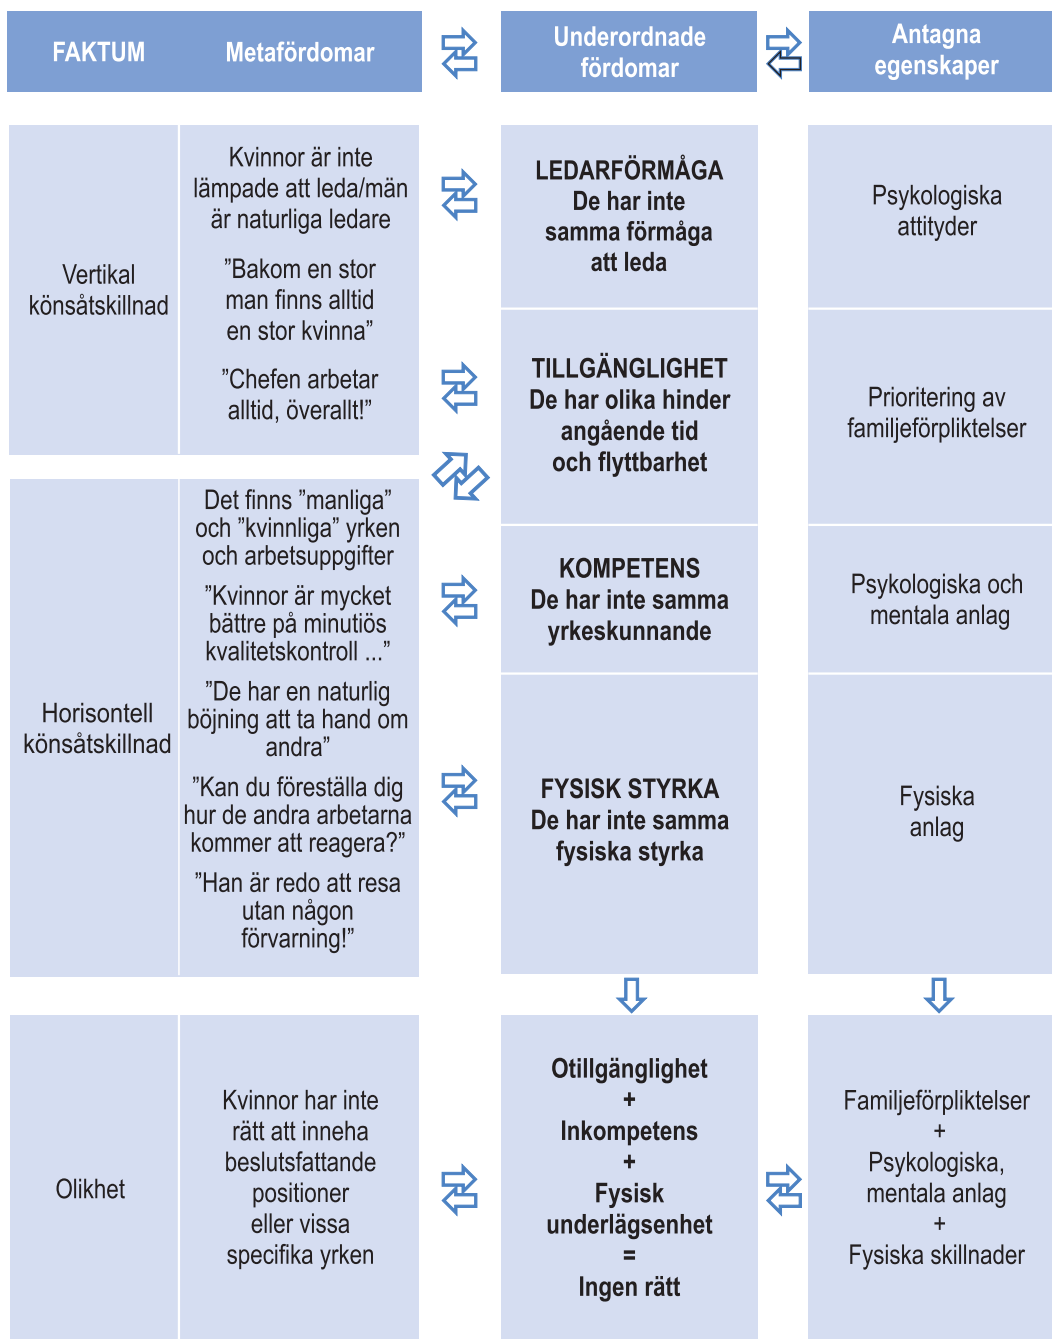 FAKTUM
Metafördomar
Underordnade
fördomar
Antagna
egenskaper
Vertikal
könsåtskillnad
Kvinnor är inte
lämpade att leda/män
är naturliga ledare
”Bakom en stor
man finns alltid
en stor kvinna”
”Chefen arbetar
alltid, överallt!”
LEDARFÖRMÅGA
De har inte
samma förmåga
att leda
Psykologiska
attityder
TILLGÄNGLIGHET
De har olika hinder
angående tid
och flyttbarhet
Prioritering av
familjeförpliktelser
Horisontell
könsåtskillnad
Det finns ”manliga”
och ”kvinnliga” yrken
och arbetsuppgifter
”Kvinnor är mycket
bättre på minutiös
kvalitetskontroll ...”
”De har en naturlig
böjning att ta hand om
andra”
”Kan du föreställa dig
hur de andra arbetarna
kommer att reagera?”
”Han är redo att resa
utan någon
förvarning!”
KOMPETENS
De har inte samma
yrkeskunnande
Psykologiska och
mentala anlag
FYSISK STYRKA
De har inte samma
fysiska styrka
Fysiska
anlag
Olikhet
Kvinnor har inte
rätt att inneha
beslutsfattande
positioner
eller vissa
specifika yrken
Otillgänglighet
+
Inkompetens
+
Fysisk
underlägsenhet
=
Ingen rätt
Familjeförpliktelser
+
Psykologiska,
mentala anlag
+
Fysiska skillnader